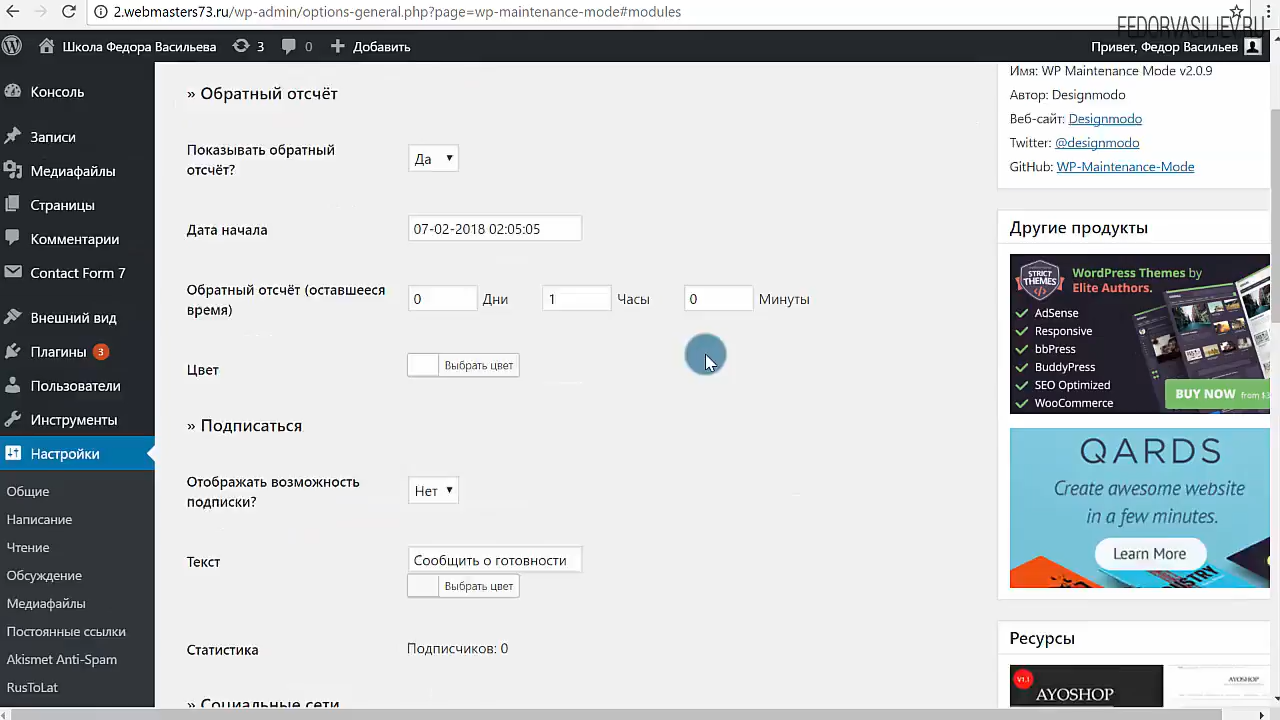 2.webmasters73.ru/wp-admin/options-general.php?page=wp-maintenance-mode#modules
FEDORVASILIEV.RU
Школа Федора Васильева
3
0
Добавить
Привет, Федор Васильев
Консоль
Записи
Медиафайлы
Страницы
Комментарии
Contact Form 7
Внешний вид
Плагины 3
Пользователи
Инструменты
Настройки
Общие
Написание
Чтение
Обсуждение
Медиафайлы
Постоянные ссылки
Akismet Anti-Spam
RusToLat
» Обратный отсчёт
Показывать обратный
отсчёт?
Да
Дата начала
07-02-2018 02:05:05
Обратный отсчёт (оставшееся
время)
0 Дни 1 Часы 0 Минуты
Цвет
Выбрать цвет
» Подписаться
Отображать возможность
подписки?
Нет
Текст
Сообщить о готовности
Выбрать цвет
Статистика
Подписчиков: 0
» Социальные сети
Имя: WP Maintenance Mode v2.0.9
Автор: Designmodo
Веб-сайт: Designmodo
Twitter: @designmodo
GitHub: WP-Maintenance-Mode
Другие продукты
STRICT
THEMES
WordPress Themes by
Elite Authors.
AdSense
Responsive
bbPress
BuddyPress
SEO Optimized
WooCommerce
BUY NOW from $3
QARDS
Create awesome website
in a few minutes.
Learn More
Ресурсы
V1.1
AYOSHOP
AYOSHOP